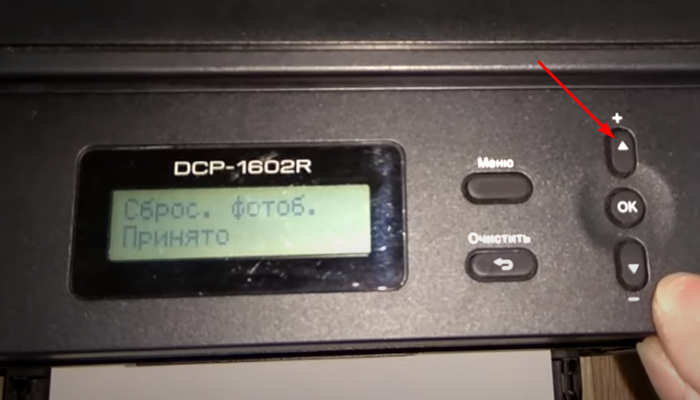 DCP-1602R
Сброс. фотоб.
Принято
Меню
Очистить
+
OK
−